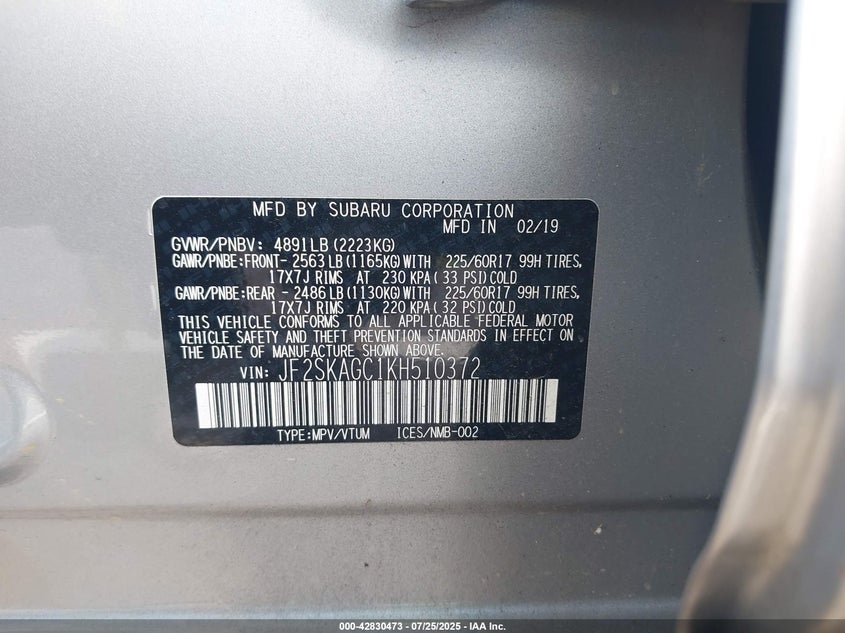 MFD BY SUBARU CORPORATION
MFD IN 02/19
GVWR/PNBV: 4891LB(2223KG)
GAWR/PNBE:FRONT- 2563LB(1165KG)WITH 225/60R17 99H TIRES,
17X7J RIMS AT 230 KPA( 33 PSI)COLD
GAWR/PNBE:REAR - 2486LB(1130KG)WITH 225/60R17 99H TIRES,
17X7J RIMS AT 220 KPA( 32 PSI)COLD
THIS VEHICLE CONFORMS TO ALL APPLICABLE FEDERAL MOTOR
VEHICLE SAFETY AND THEFT PREVENTION STANDARDS IN EFFECT ON
THE DATE OF MANUFACTURE SHOWN ABOVE.
VIN: JF2SKAGC1KH510372
TYPE:MPV/VTUM ICES/NMB-002
000-42830473 - 07/25/2025 - IAA Inc.